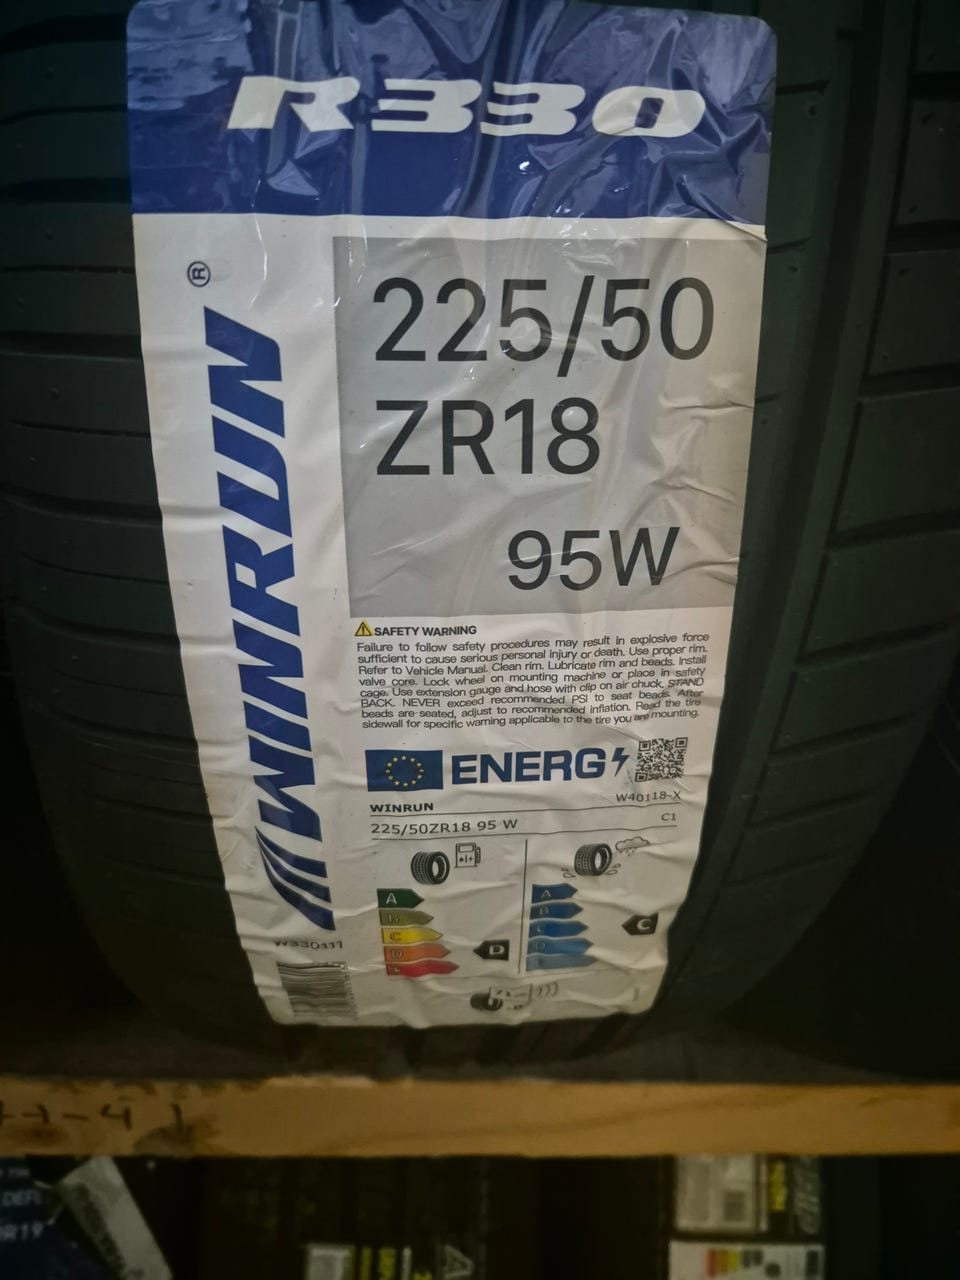 R330
WINRUN®
225/50
ZR18
95W
SAFETY WARNING
Failure to follow safety procedures may result in explosive force
sufficient to cause serious personal injury or death. Use proper rim.
Refer to Vehicle Manual. Clean rim. Lubricate rim and beads. Install
valve core. Lock wheel on mounting machine or place in safety
cage. Use extension gauge and hose with clip on air chuck. STAND
BACK. NEVER exceed recommended PSI to seat beads. After
beads are seated, adjust to recommended inflation. Read the tire
sidewall for specific warning applicable to the tire you are mounting.
ENERG
WINRUN W40118-X
225/50ZR18 95 W C1
A A
B B
C C C
D D D
E E
W330111
R19